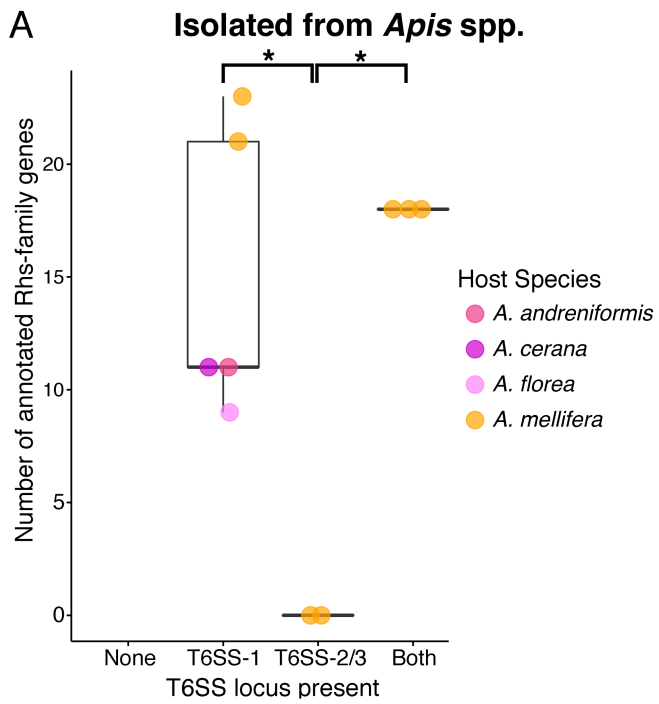 A
Isolated from Apis spp.
*
*
Number of annotated Rhs-family genes
20
15
10
5
0
None
T6SS-1
T6SS-2/3
Both
T6SS locus present
Host Species
A. andreniformis
A. cerana
A. florea
A. mellifera